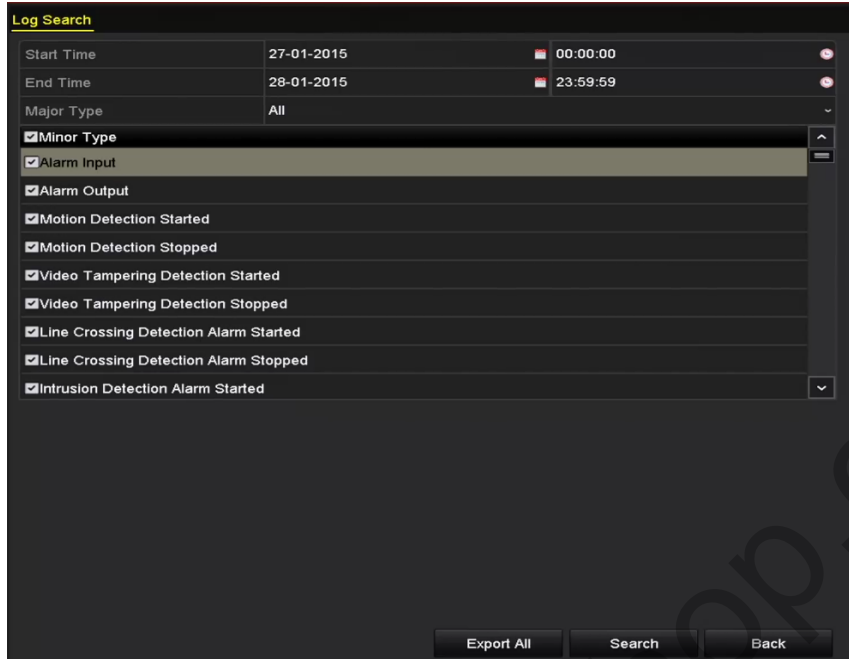 Log Search
Start Time 27-01-2015 00:00:00
End Time 28-01-2015 23:59:59
Major Type All
Minor Type
Alarm Input
Alarm Output
Motion Detection Started
Motion Detection Stopped
Video Tampering Detection Started
Video Tampering Detection Stopped
Line Crossing Detection Alarm Started
Line Crossing Detection Alarm Stopped
Intrusion Detection Alarm Started
Export All Search Back